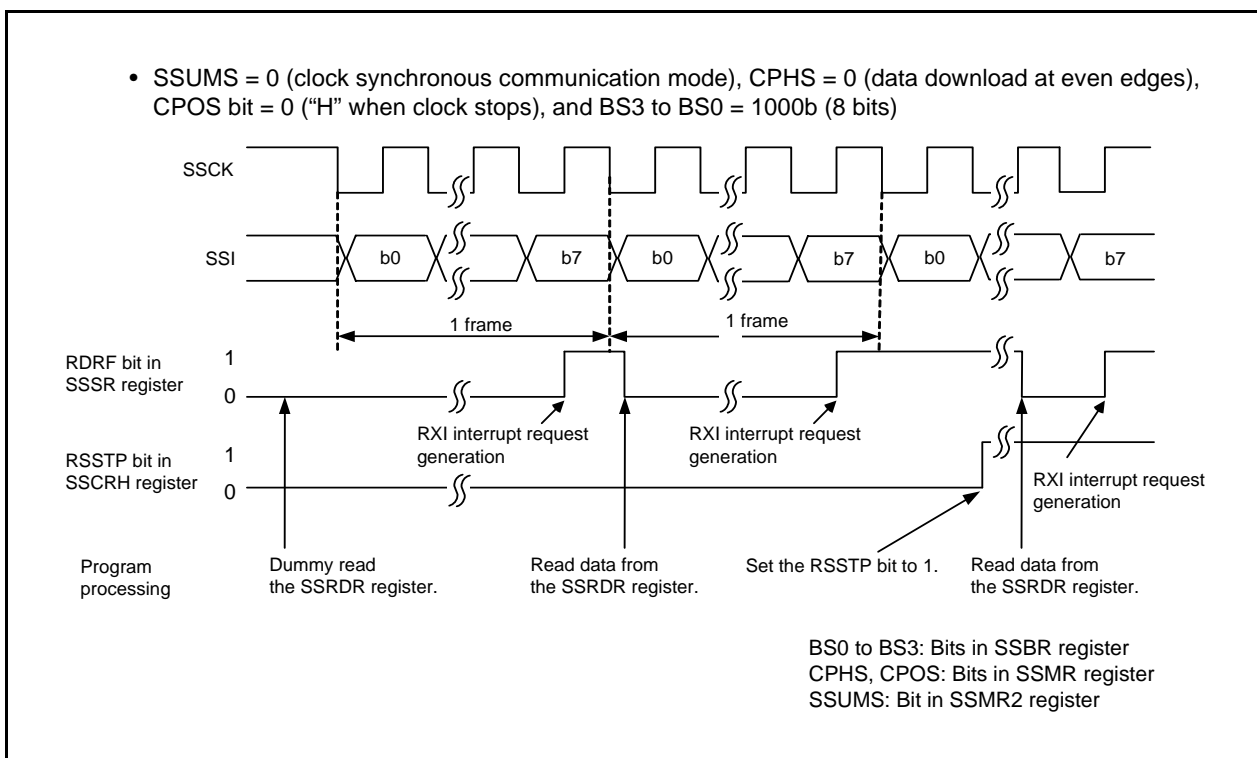 • SSUMS = 0 (clock synchronous communication mode), CPHS = 0 (data download at even edges),
CPOS bit = 0 (“H” when clock stops), and BS3 to BS0 = 1000b (8 bits)
SSCK
SSI
b0
b7
b0
b7
b0
b7
1 frame
1 frame
RDRF bit in
SSSR register
1
0
RXI interrupt request
generation
RXI interrupt request
generation
RXI interrupt request
generation
RSSTP bit in
SSCRH register
1
0
Program
processing
Dummy read
the SSRDR register.
Read data from
the SSRDR register.
Set the RSSTP bit to 1.
Read data from
the SSRDR register.
BS0 to BS3: Bits in SSBR register
CPHS, CPOS: Bits in SSMR register
SSUMS: Bit in SSMR2 register